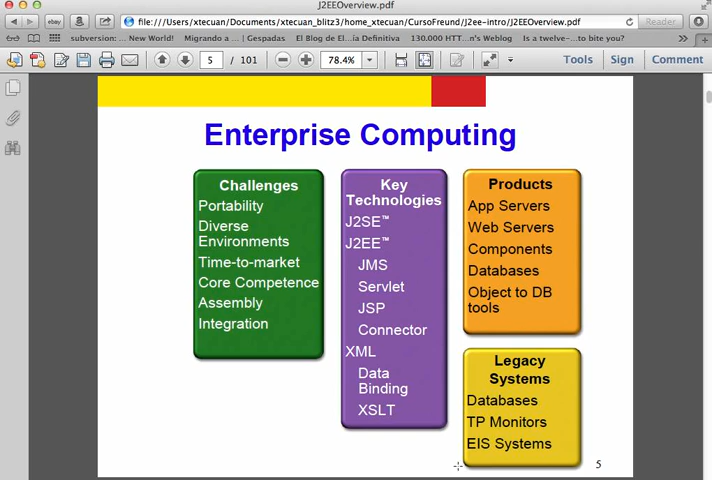 J2EEOverview.pdf
file:///Users/xtecuan/Documents/xtecuan_blitz3/home_xtecuan/CursoFreund/J2ee-intro/J2EEOverview.pdf
Reader
subversion: ... New World!
Migrando a ... | Gespadas
El Blog de El...ía Definitiva
130.000 HTT...n's Weblog
Is a twelve-...to bite you?
5 / 101
78.4%
Tools
Sign
Comment
Enterprise Computing
Challenges
Portability
Diverse
Environments
Time-to-market
Core Competence
Assembly
Integration
Key
Technologies
J2SE™
J2EE™
JMS
Servlet
JSP
Connector
XML
Data
Binding
XSLT
Products
App Servers
Web Servers
Components
Databases
Object to DB
tools
Legacy
Systems
Databases
TP Monitors
EIS Systems
5